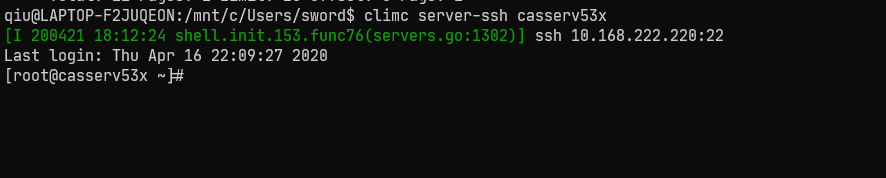 qiu@LAPTOP-F2JUQEON:/mnt/c/Users/sword$ climc server-ssh casserv53x
[I 200421 18:12:24 shell.init.153.func76(servers.go:1302)] ssh 10.168.222.220:22
Last login: Thu Apr 16 22:09:27 2020
[root@casserv53x ~]#